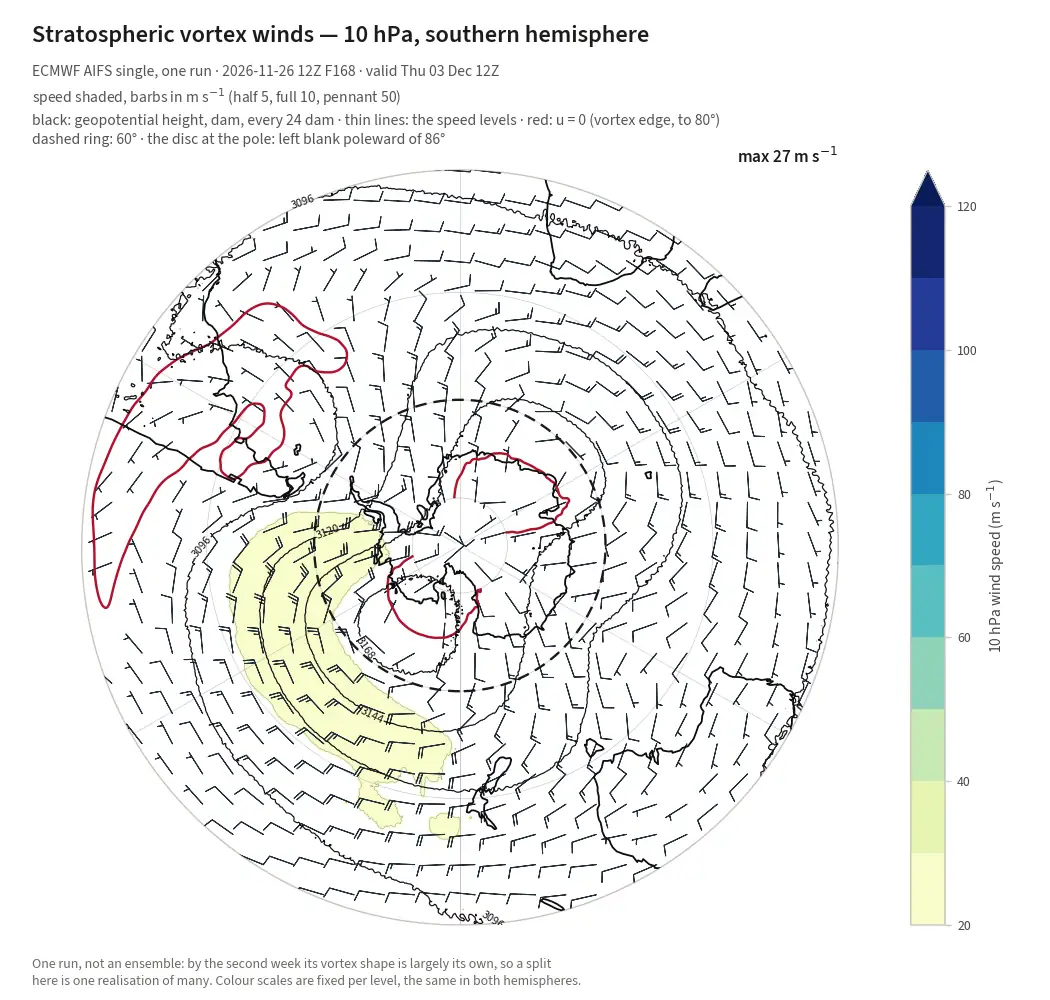 Stratospheric vortex winds — 10 hPa, southern hemisphere
ECMWF AIFS single, one run · 2026-11-26 12Z F168 · valid Thu 03 Dec 12Z
speed shaded, barbs in m s⁻¹ (half 5, full 10, pennant 50)
black: geopotential height, dam, every 24 dam · thin lines: the speed levels · red: u = 0 (vortex edge, to 80°)
dashed ring: 60° · the disc at the pole: left blank poleward of 86°
max 27 m s⁻¹
3096
3120
3096
3168
3144
3096
120
100
80
60
40
20
10 hPa wind speed (m s⁻¹)
One run, not an ensemble: by the second week its vortex shape is largely its own, so a split
here is one realisation of many. Colour scales are fixed per level, the same in both hemispheres.